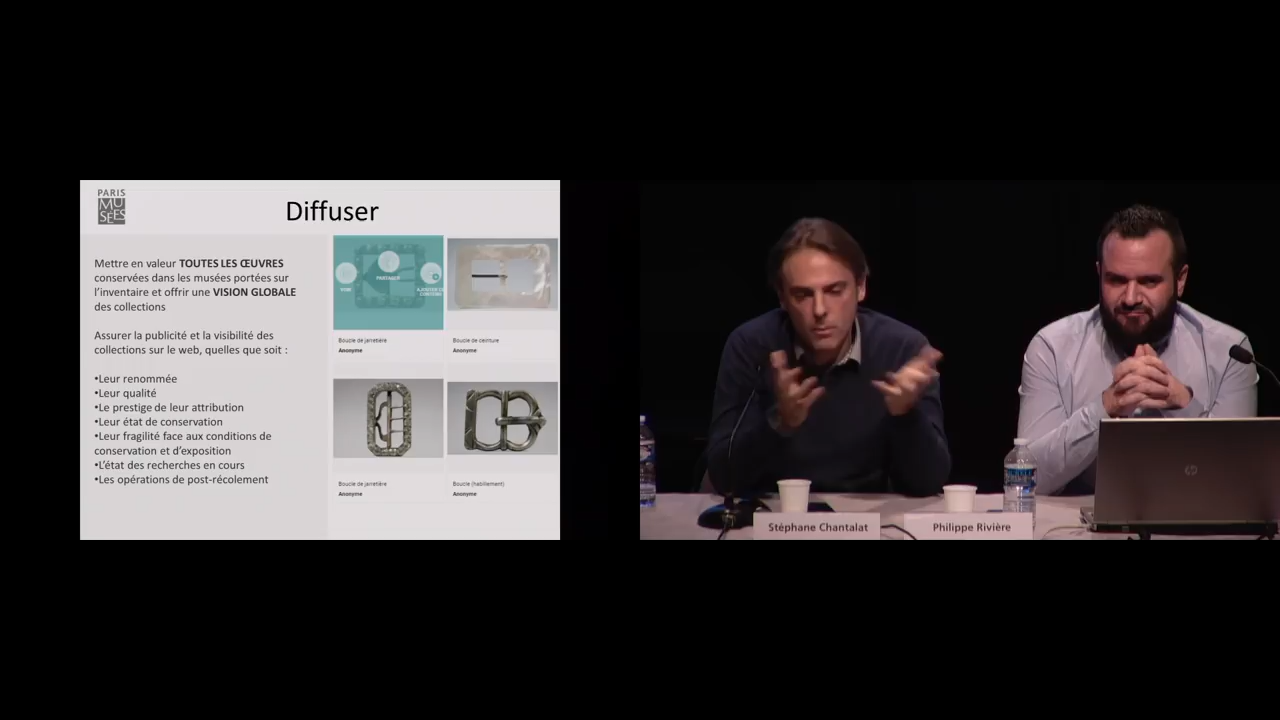 PARIS
MU
SÉES
Diffuser
Mettre en valeur TOUTES LES ŒUVRES
conservées dans les musées portées sur
l'inventaire et offrir une VISION GLOBALE
des collections
Assurer la publicité et la visibilité des
collections sur le web, quelles que soit :
•Leur renommée
•Leur qualité
•Le prestige de leur attribution
•Leur état de conservation
•Leur fragilité face aux conditions de
conservation et d'exposition
•L'état des recherches en cours
•Les opérations de post-récolement
VOIR
PARTAGER
Boucle de jarretière
Anonyme
Boucle de ceinture
Anonyme
Boucle de jarretière
Anonyme
Boucle (habillement)
Anonyme
Stéphane Chantalat
Philippe Rivière
hp